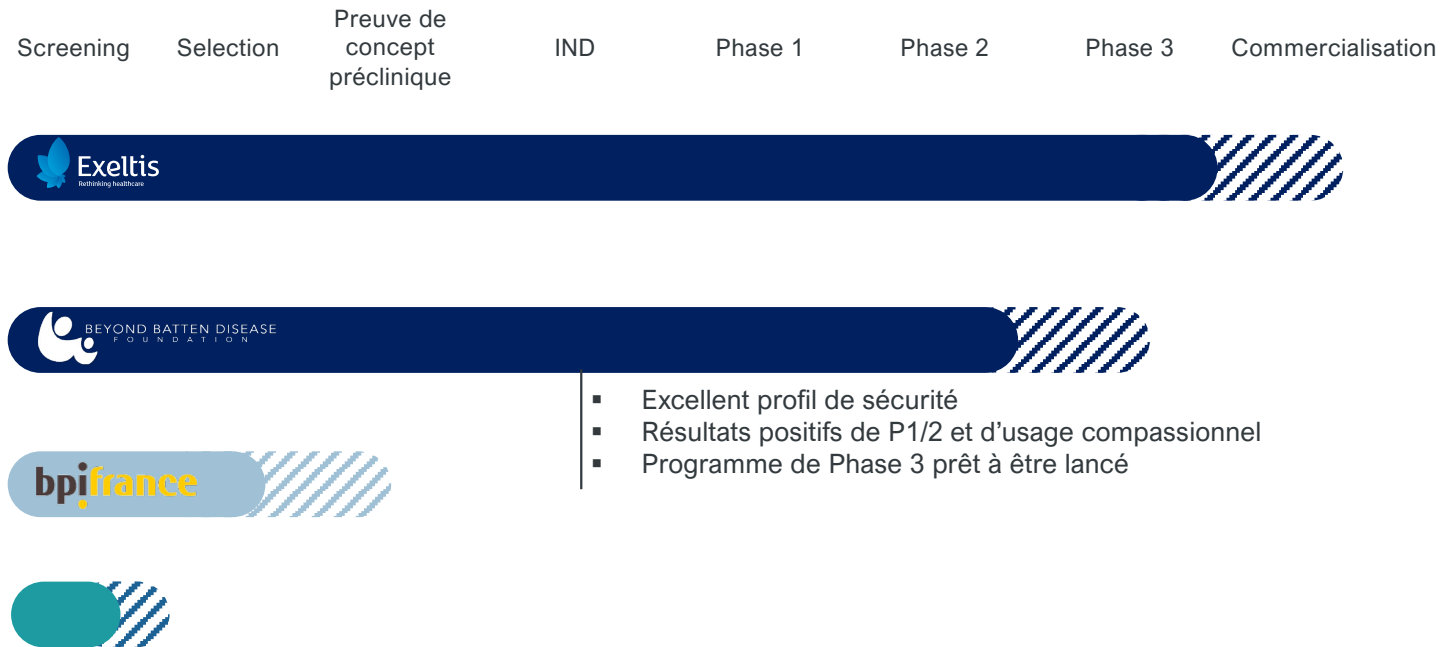 Screening
Selection
Preuve de
concept
préclinique
IND
Phase 1
Phase 2
Phase 3
Commercialisation
Exeltis
Rethinking healthcare
BEYOND BATTEN DISEASE
FOUNDATION
▪ Excellent profil de sécurité
▪ Résultats positifs de P1/2 et d’usage compassionnel
▪ Programme de Phase 3 prêt à être lancé
bpifrance